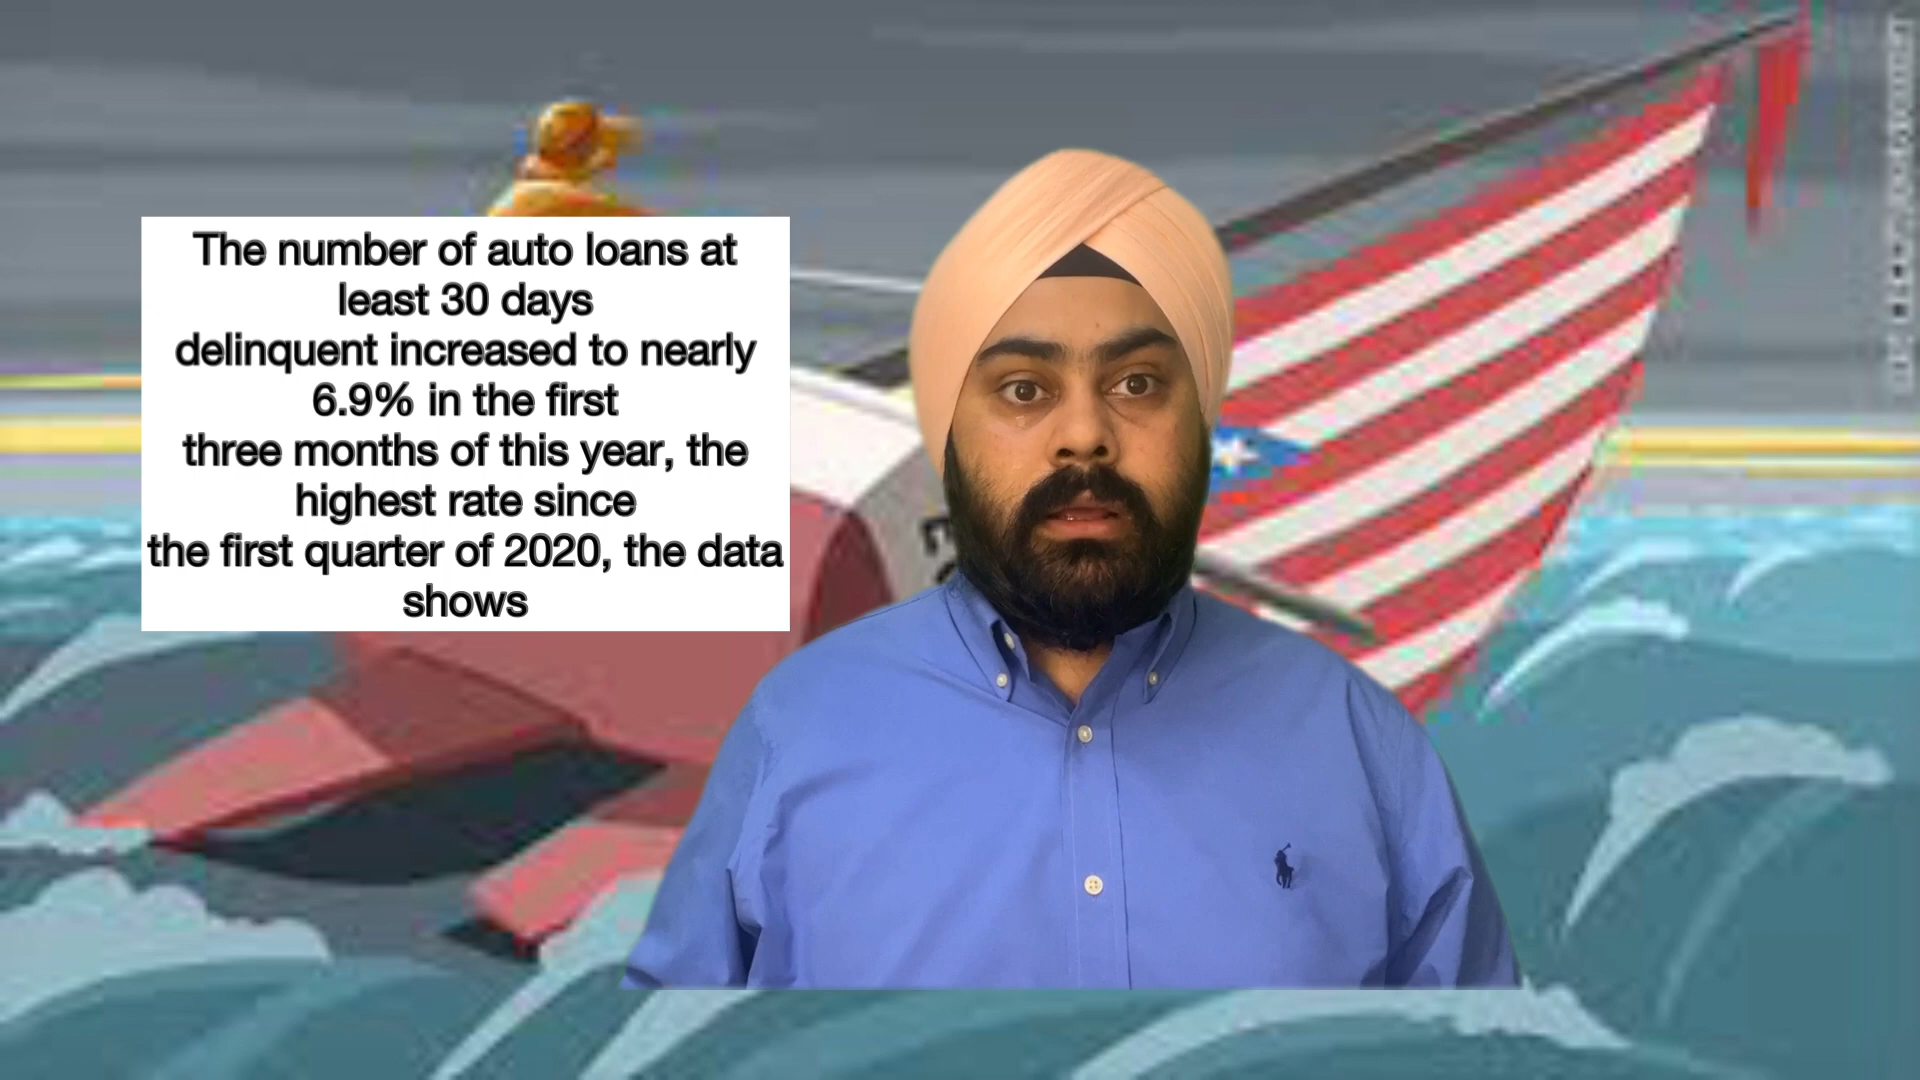 The number of auto loans at
least 30 days
delinquent increased to nearly
6.9% in the first
three months of this year, the
highest rate since
the first quarter of 2020, the data
shows